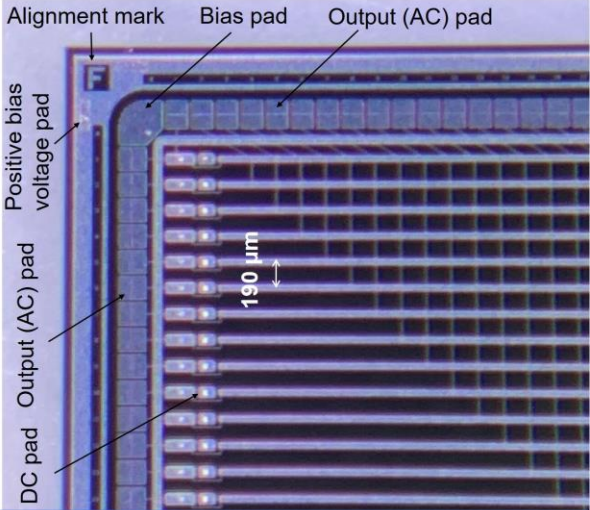 Alignment mark
Bias pad
Output (AC) pad
F
Positive bias
voltage pad
190 µm
Output (AC) pad
DC pad